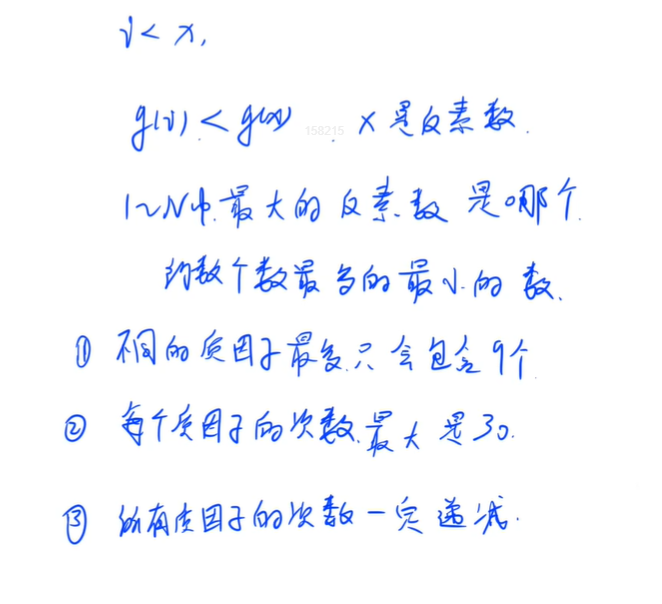 i < x,
g(i) < g(x) 158215 x是反素数.
1~N中最大的反素数是哪个
约数个数最多的最小的数.
① 不同的质因子最多只会包含9个
② 每个质因子的次数最大是30.
③ 所有质因子的次数一定递减.